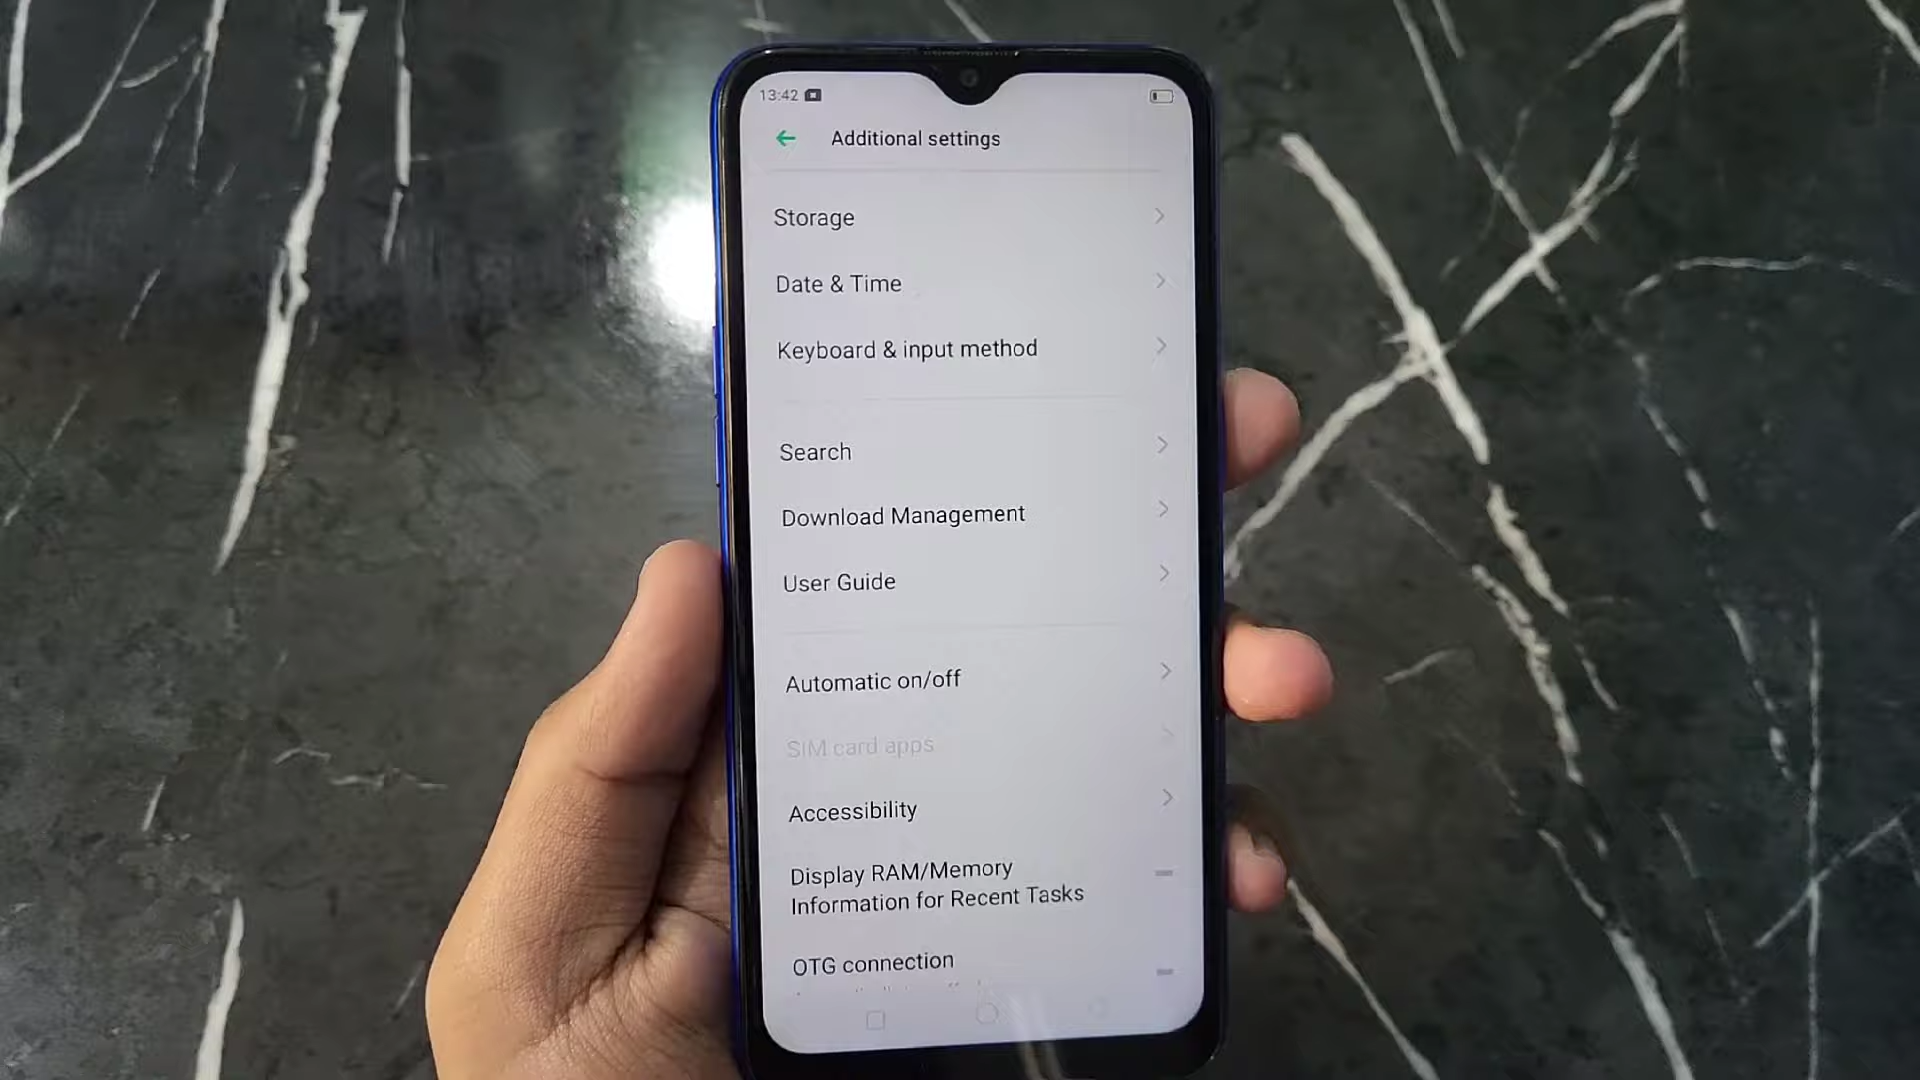 13:42
Additional settings
Storage
Date & Time
Keyboard & input method
Search
Download Management
User Guide
Automatic on/off
SIM card apps
Accessibility
Display RAM/Memory
Information for Recent Tasks
OTG connection